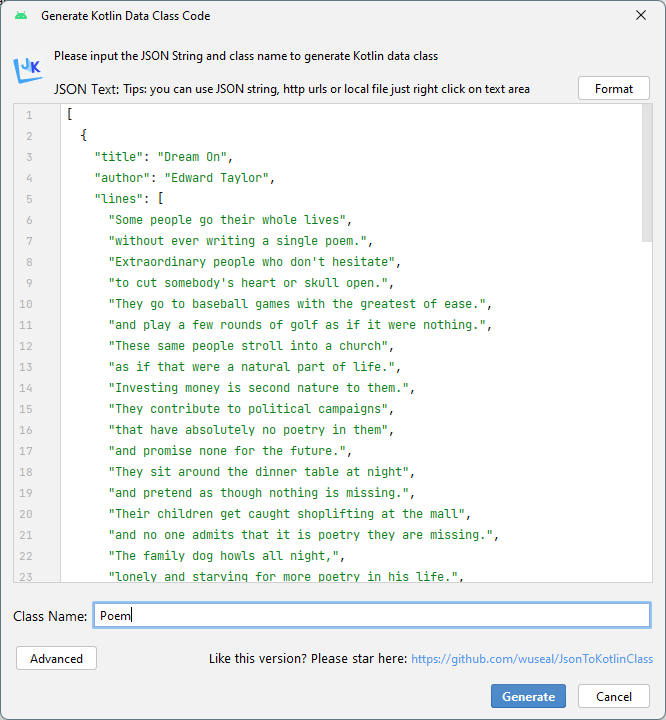 Generate Kotlin Data Class Code
Please input the JSON String and class name to generate Kotlin data class
JK
JSON Text: Tips: you can use JSON string, http urls or local file just right click on text area
Format
1 [
2 {
3 "title": "Dream On",
4 "author": "Edward Taylor",
5 "lines": [
6 "Some people go their whole lives",
7 "without ever writing a single poem.",
8 "Extraordinary people who don't hesitate",
9 "to cut somebody's heart or skull open.",
10 "They go to baseball games with the greatest of ease.",
11 "and play a few rounds of golf as if it were nothing.",
12 "These same people stroll into a church",
13 "as if that were a natural part of life.",
14 "Investing money is second nature to them.",
15 "They contribute to political campaigns",
16 "that have absolutely no poetry in them",
17 "and promise none for the future.",
18 "They sit around the dinner table at night",
19 "and pretend as though nothing is missing.",
20 "Their children get caught shoplifting at the mall",
21 "and no one admits that it is poetry they are missing.",
22 "The family dog howls all night,",
23 "lonely and starving for more poetry in his life.",
Class Name: Poem
Advanced
Like this version? Please star here: https://github.com/wuseal/JsonToKotlinClass
Generate
Cancel